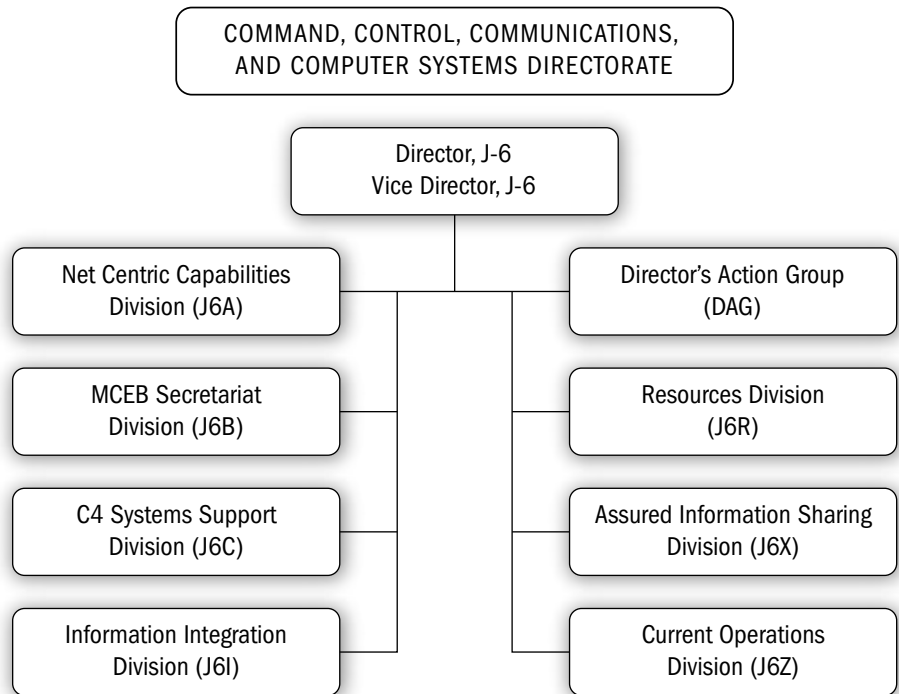 COMMAND, CONTROL, COMMUNICATIONS,
AND COMPUTER SYSTEMS DIRECTORATE
Director, J-6
Vice Director, J-6
Net Centric Capabilities
Division (J6A)
Director’s Action Group
(DAG)
MCEB Secretariat
Division (J6B)
Resources Division
(J6R)
C4 Systems Support
Division (J6C)
Assured Information Sharing
Division (J6X)
Information Integration
Division (J6I)
Current Operations
Division (J6Z)